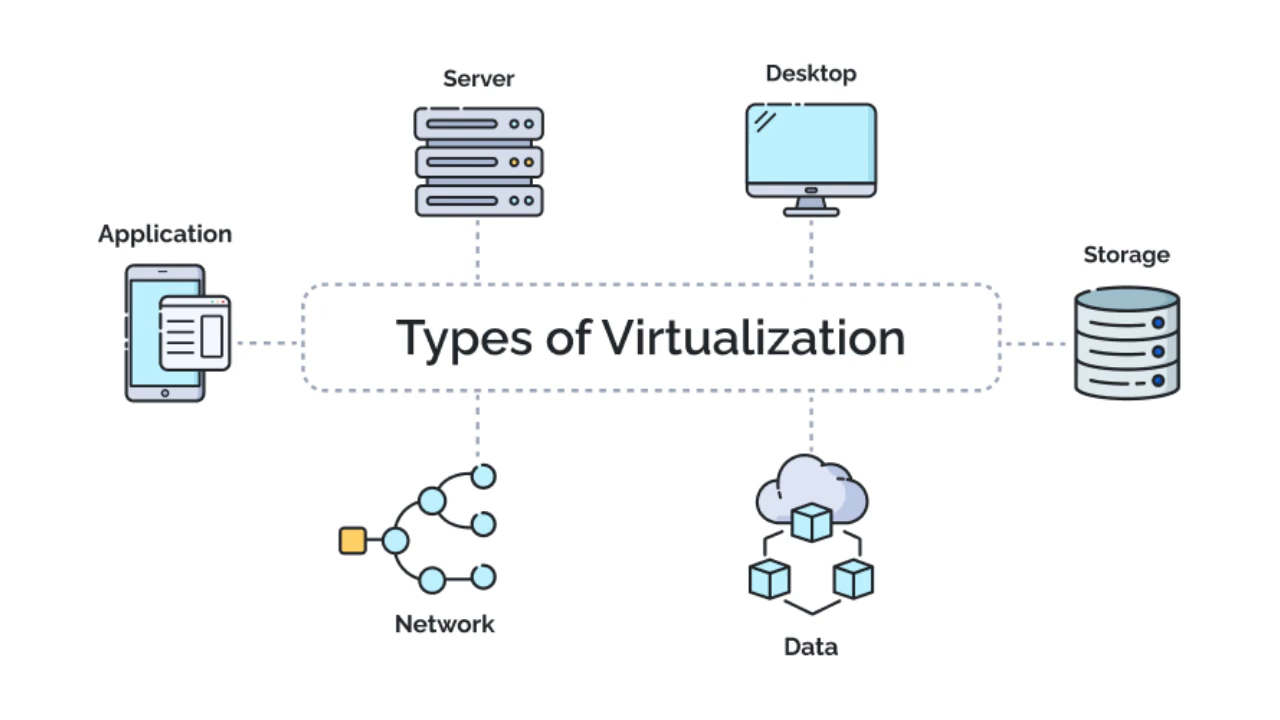 Server
Desktop
Application
Storage
Types of Virtualization
Network
Data